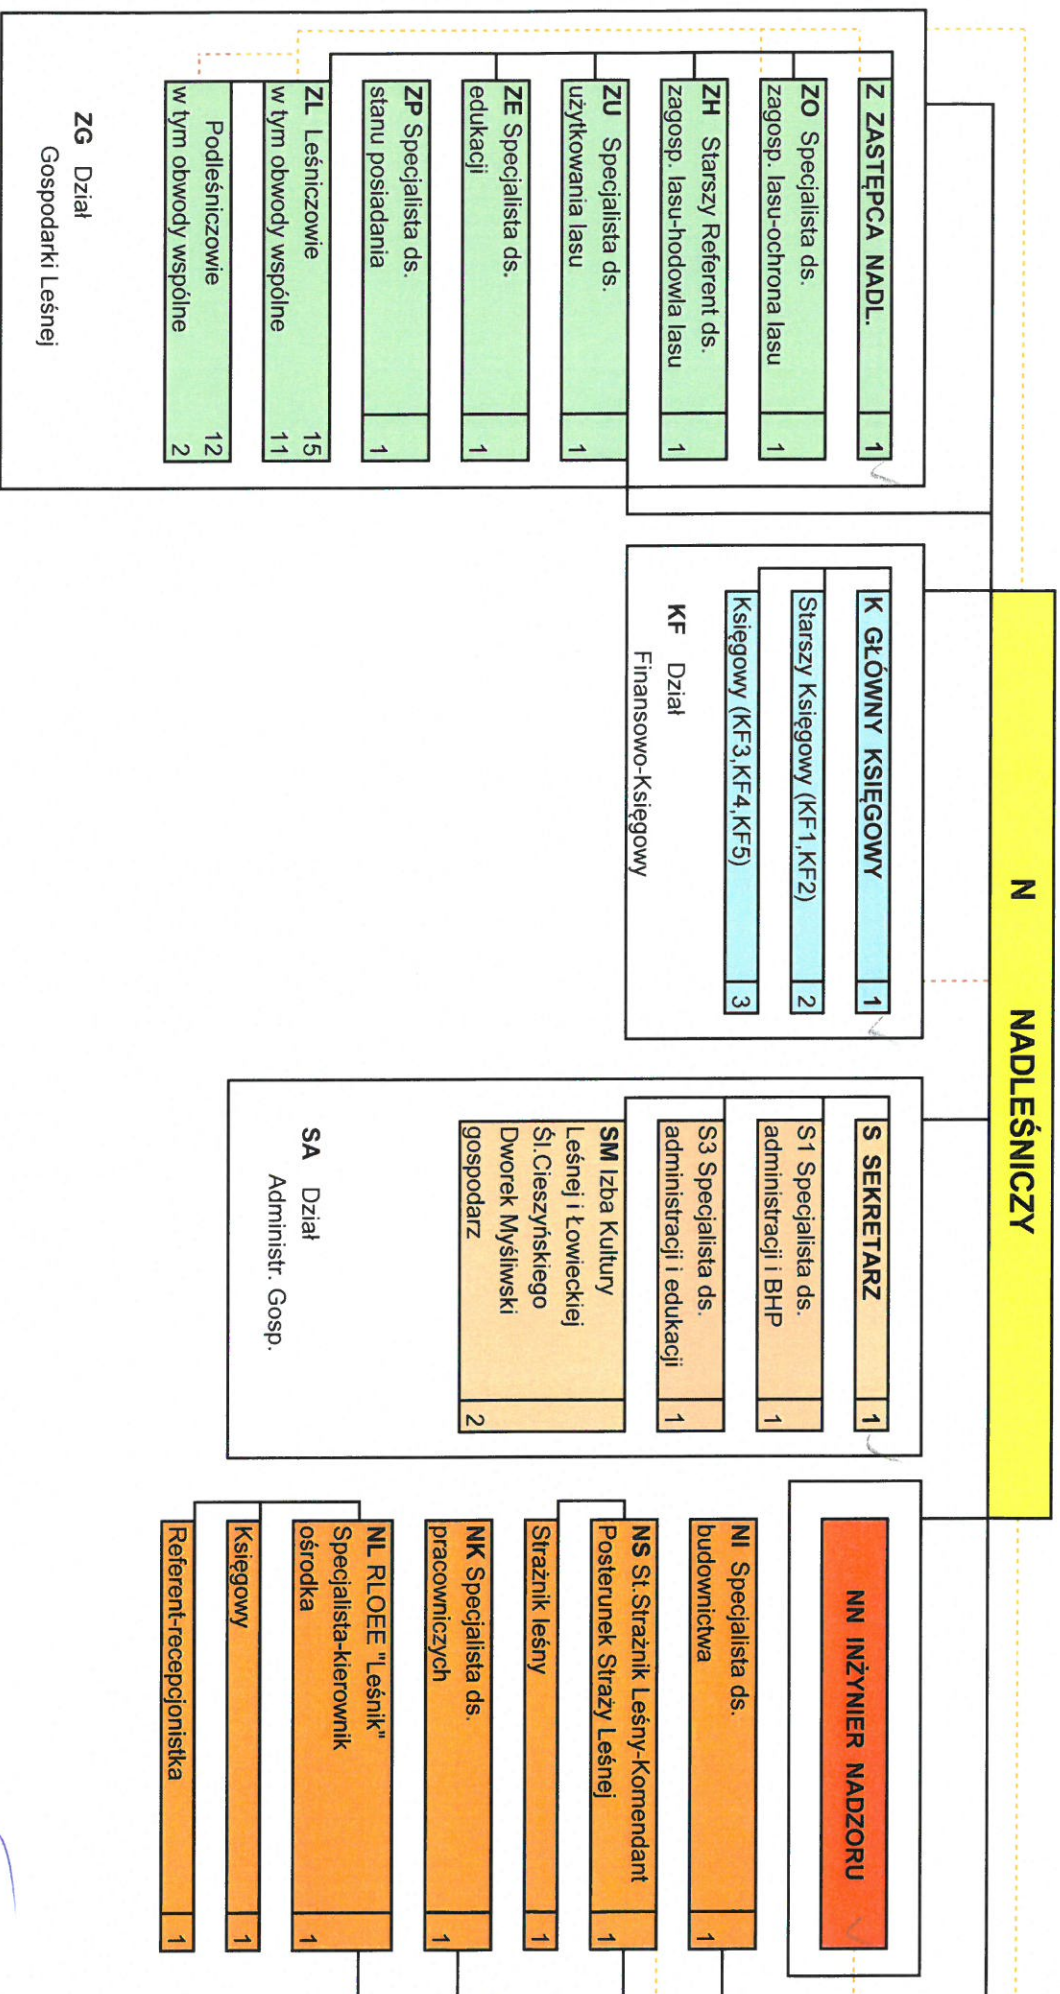 N NADLEŚNICZY
Z ZASTĘPCA NADL. 1
ZO Specjalista ds.
zagosp. lasu-ochrona lasu 1
ZH Starszy Referent ds.
zagosp. lasu-hodowla lasu 1
ZU Specjalista ds.
użytkowania lasu 1
ZE Specjalista ds.
edukacji 1
ZP Specjalista ds.
stanu posiadania 1
ZL Leśniczowie 15
w tym obwody wspólne 11
Podleśniczowie 12
w tym obwody wspólne 2
ZG Dział
Gospodarki Leśnej
K GŁÓWNY KSIĘGOWY 1
Starszy Księgowy (KF1,KF2) 2
Księgowy (KF3,KF4,KF5) 3
KF Dział
Finansowo-Księgowy
S SEKRETARZ 1
S1 Specjalista ds.
administracji i BHP 1
S3 Specjalista ds.
administracji i edukacji 1
SM Izba Kultury
Leśnej i Łowieckiej
Śl.Cieszyńskiego
Dworek Myśliwski
gospodarz 2
SA Dział
Administr. Gosp.
NN INŻYNIER NADZORU
NI Specjalista ds.
budownictwa 1
NS St.Strażnik Leśny-Komendant
Posterunek Straży Leśnej 1
Strażnik leśny 1
NK Specjalista ds.
pracowniczych 1
NL RLOEE "Leśnik"
Specjalista-kierownik
ośrodka 1
Księgowy 1
Referent-recepcjonistka 1